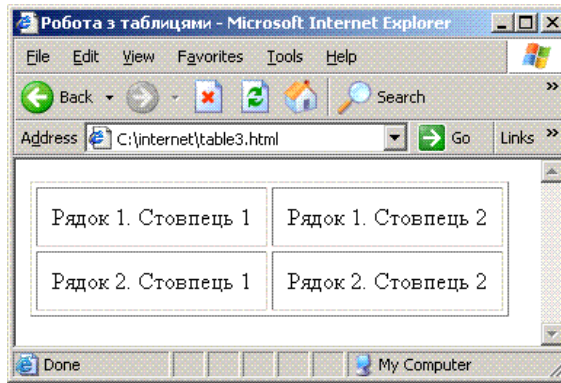 Робота з таблицями - Microsoft Internet Explorer
File Edit View Favorites Tools Help
Back Search »
Address C:\internet\table3.html Go Links »
Рядок 1. Стовпець 1 Рядок 1. Стовпець 2
Рядок 2. Стовпець 1 Рядок 2. Стовпець 2
Done My Computer